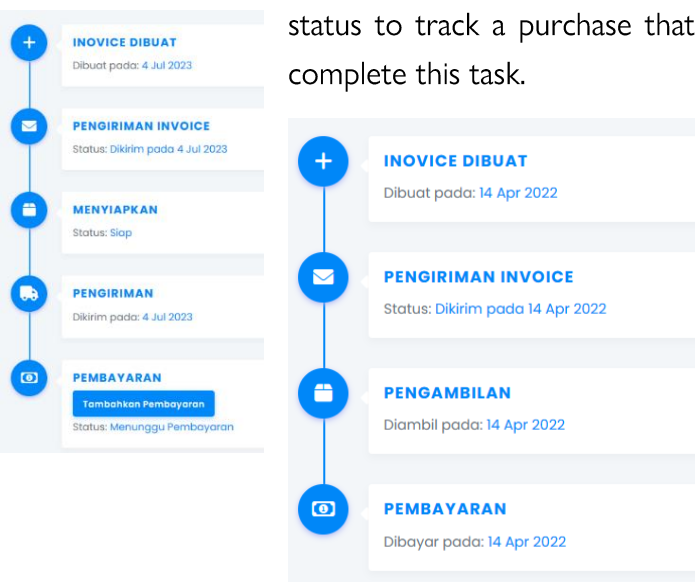 INOVICE DIBUAT
Dibuat pada: 4 Jul 2023
PENGIRIMAN INVOICE
Status: Dikirim pada 4 Jul 2023
MENYIAPKAN
Status: Siap
PENGIRIMAN
Dikirim pada: 4 Jul 2023
PEMBAYARAN
Tambahkan Pembayaran
Status: Menunggu Pembayaran
status to track a purchase that
complete this task.
INOVICE DIBUAT
Dibuat pada: 14 Apr 2022
PENGIRIMAN INVOICE
Status: Dikirim pada 14 Apr 2022
PENGAMBILAN
Diambil pada: 14 Apr 2022
PEMBAYARAN
Dibayar pada: 14 Apr 2022